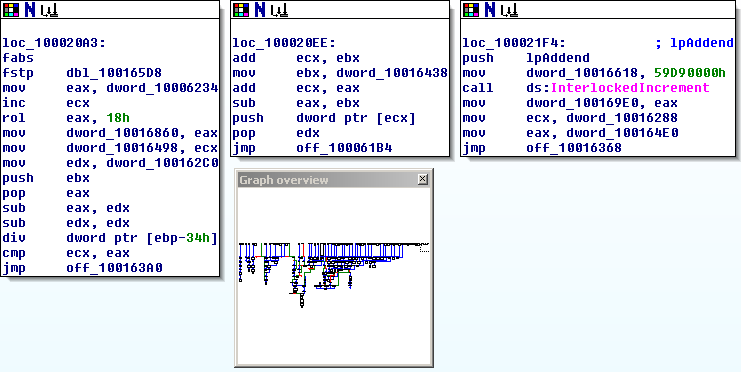 loc_100020A3:
fabs
fstp    dbl_100165D8
mov     eax, dword_10006234
inc     ecx
rol     eax, 18h
mov     dword_10016860, eax
mov     dword_10016498, ecx
mov     edx, dword_100162C0
push    ebx
pop     eax
sub     eax, edx
sub     edx, edx
div     dword ptr [ebp-34h]
cmp     ecx, eax
jmp     off_100163A0
loc_100020EE:
add     ecx, ebx
mov     ebx, dword_10016438
add     ecx, eax
sub     eax, ebx
push    dword ptr [ecx]
pop     edx
jmp     off_100061B4
loc_100021F4:            ; lpAddend
push    lpAddend
mov     dword_10016618, 59D90000h
call    ds:InterlockedIncrement
mov     dword_100169E0, eax
mov     ecx, dword_10016288
mov     eax, dword_100164E0
jmp     off_10016368
Graph overview